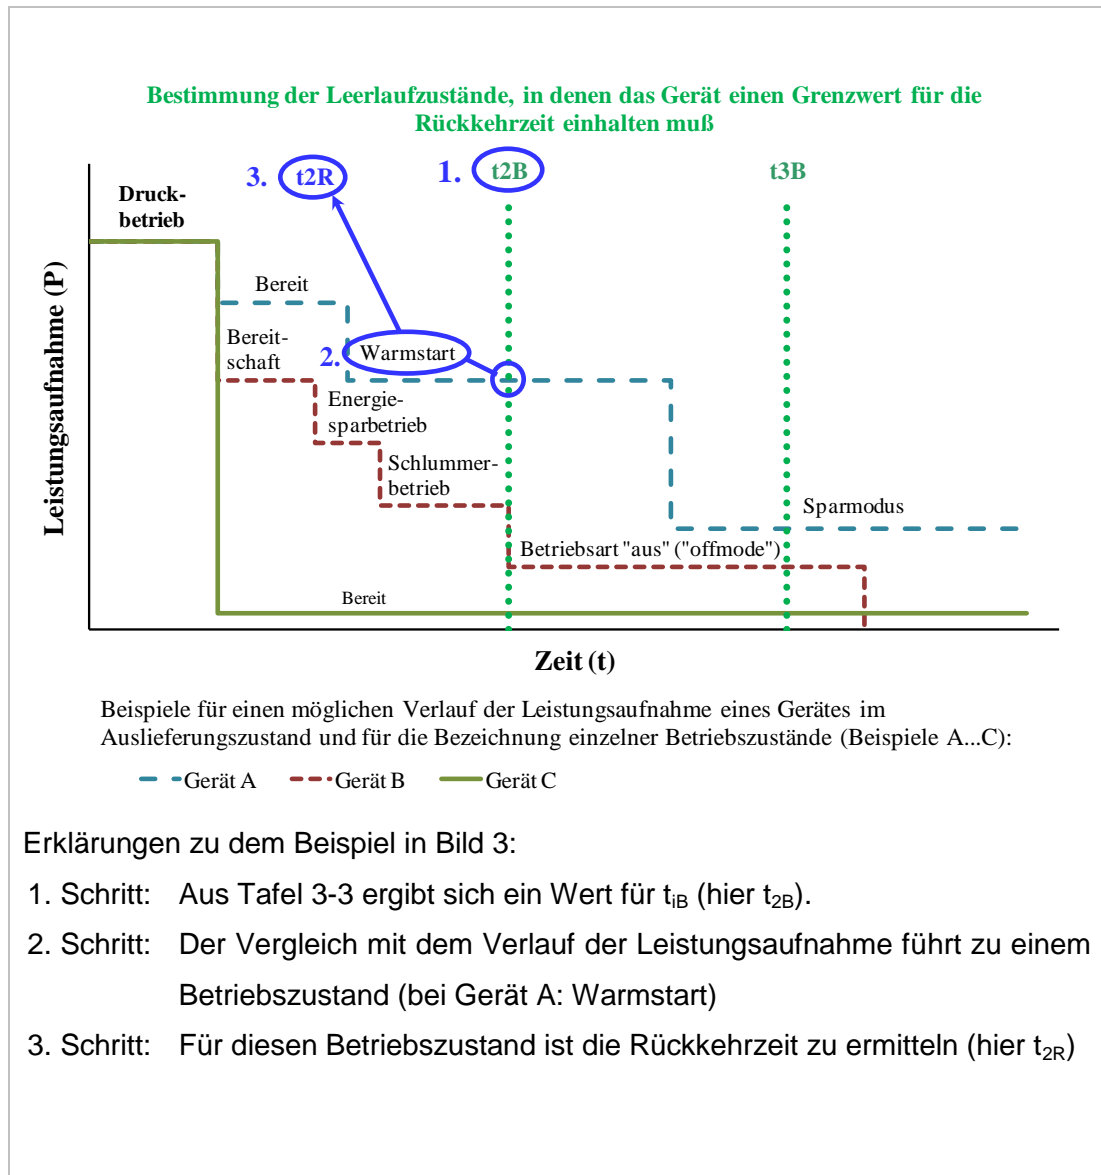 Bestimmung der Leerlaufzustände, in denen das Gerät einen Grenzwert für die
Rückkehrzeit einhalten muß
3. t2R
1. t2B
t3B
Druck-
betrieb
Bereit
Bereit-
schaft
2. Warmstart
Energie-
sparbetrieb
Schlummer-
betrieb
Sparmodus
Betriebsart "aus" ("offmode")
Bereit
Leistungsaufnahme (P)
Zeit (t)
Beispiele für einen möglichen Verlauf der Leistungsaufnahme eines Gerätes im
Auslieferungszustand und für die Bezeichnung einzelner Betriebszustände (Beispiele A...C):
Gerät A Gerät B Gerät C
Erklärungen zu dem Beispiel in Bild 3:
1. Schritt: Aus Tafel 3-3 ergibt sich ein Wert für tiB (hier t2B).
2. Schritt: Der Vergleich mit dem Verlauf der Leistungsaufnahme führt zu einem
Betriebszustand (bei Gerät A: Warmstart)
3. Schritt: Für diesen Betriebszustand ist die Rückkehrzeit zu ermitteln (hier t2R)